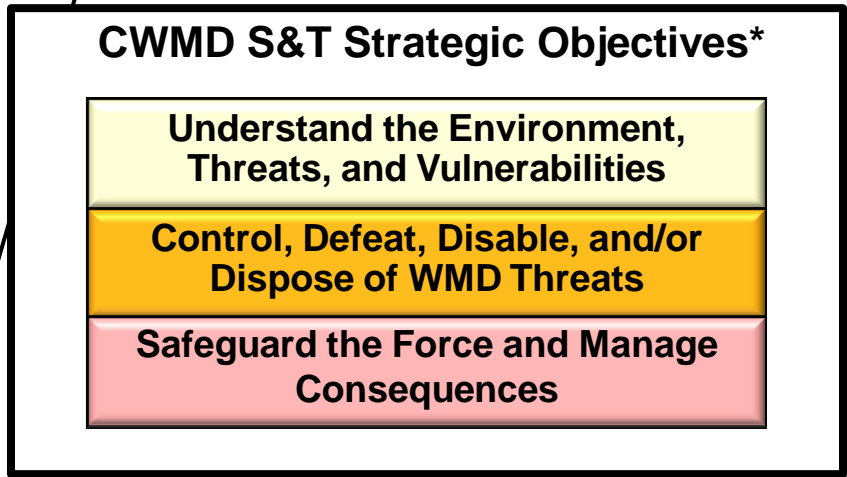 CWMD S&T Strategic Objectives*
Understand the Environment,
Threats, and Vulnerabilities
Control, Defeat, Disable, and/or
Dispose of WMD Threats
Safeguard the Force and Manage
Consequences